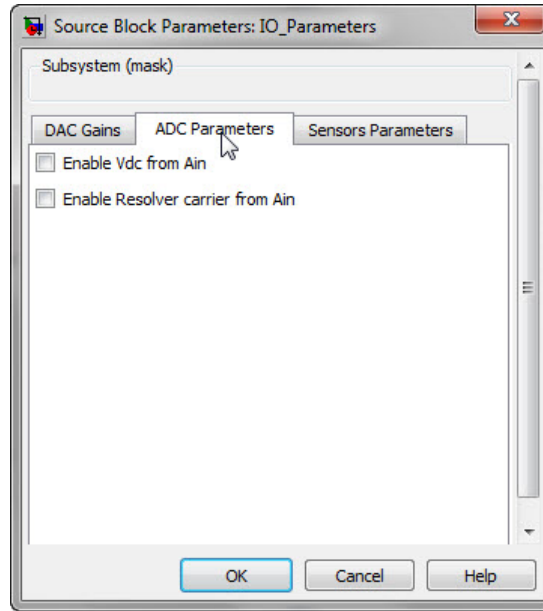 Source Block Parameters: IO_Parameters
Subsystem (mask)
DAC Gains ADC Parameters Sensors Parameters
Enable Vdc from Ain
Enable Resolver carrier from Ain
OK Cancel Help